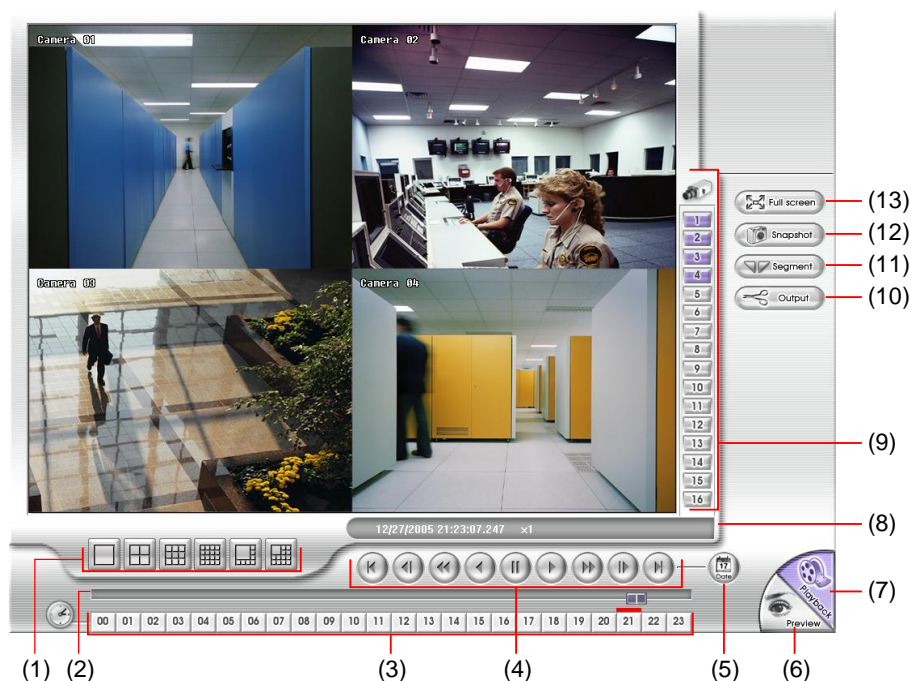 Camera 01
Camera 02
Camera 03
Camera 04
1
2
3
4
5
6
7
8
9
10
11
12
13
14
15
16
Full screen
Snapshot
Segment
Output
(13)
(12)
(11)
(10)
(9)
(8)
12/27/2005 21:23:07.247 ×1
17
Date
Playback
Preview
(7)
00 01 02 03 04 05 06 07 08 09 10 11 12 13 14 15 16 17 18 19 20 21 22 23
(1) (2) (3) (4) (5) (6)